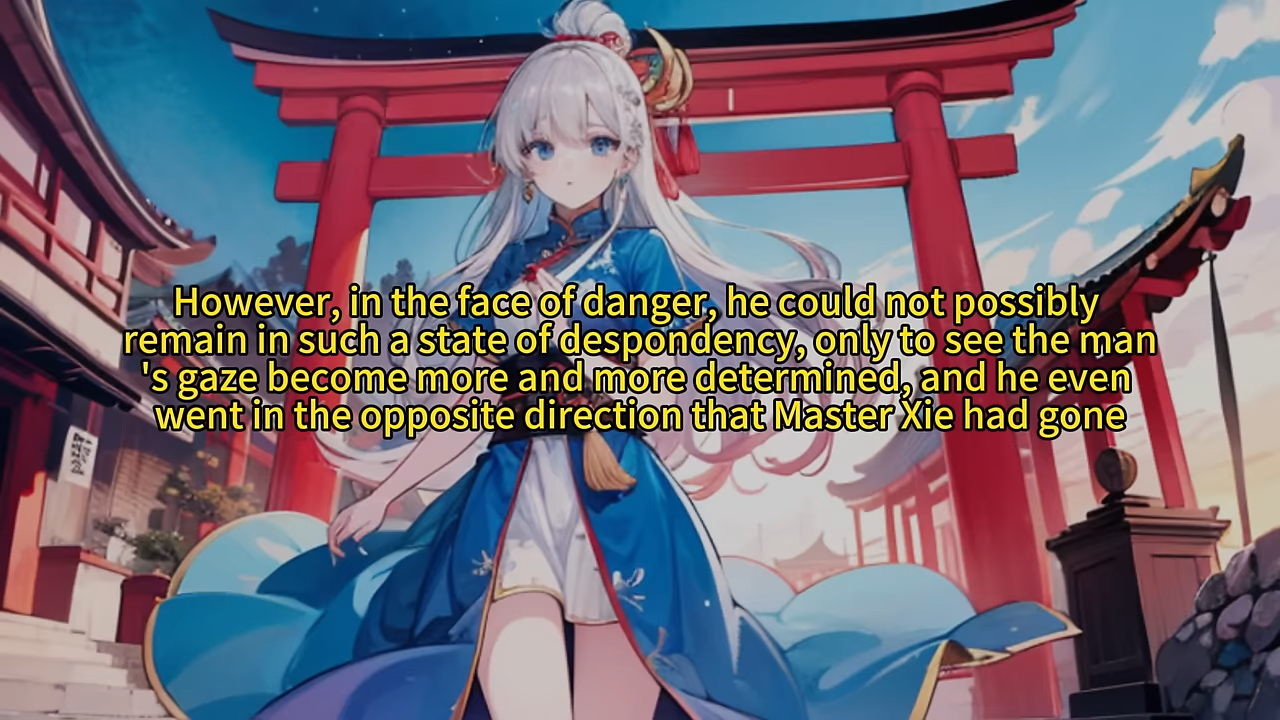 However, in the face of danger, he could not possibly
remain in such a state of despondency, only to see the man
's gaze become more and more determined, and he even
went in the opposite direction that Master Xie had gone